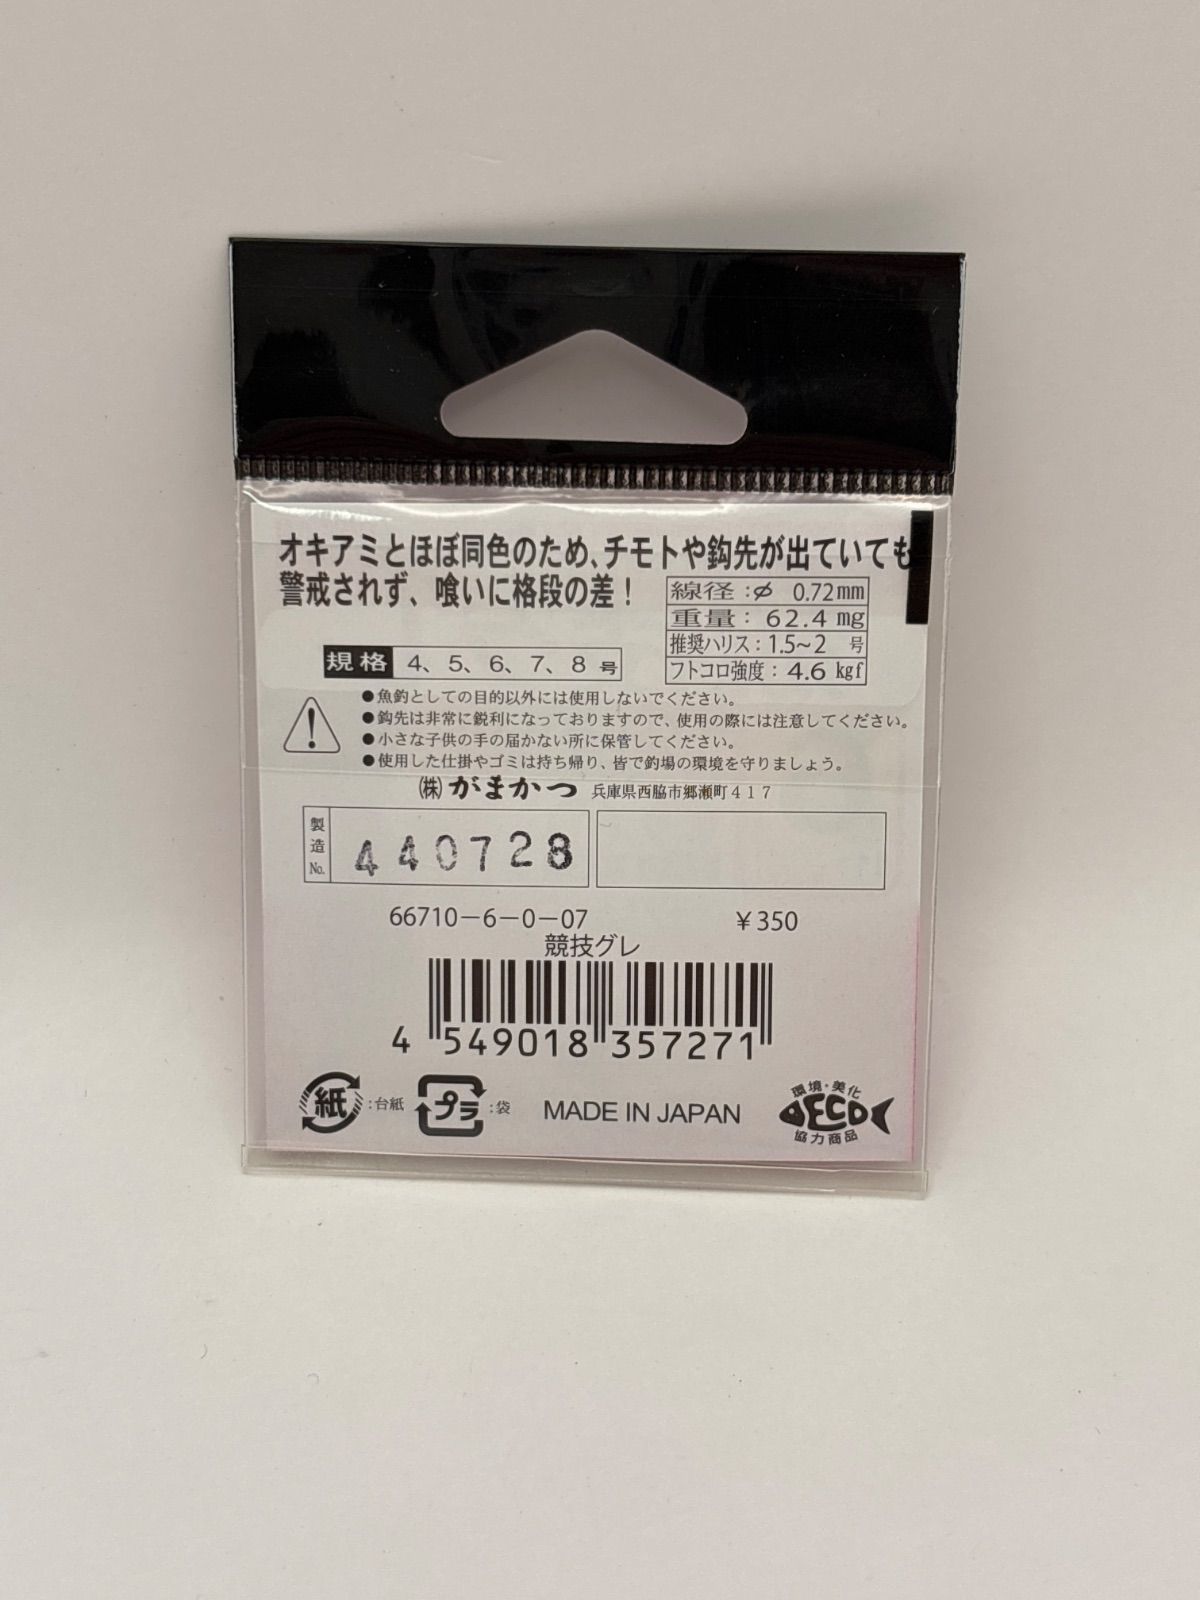 オキアミとほぼ同色のため、チモトや鈎先が出ていても
警戒されず、喰いに格段の差！
線径：φ 0.72mm
重量：62.4 mg
推奨ハリス：1.5~2 号
フトコロ強度：4.6 kgf
規格 4、5、6、7、8 号
●魚鈎としての目的以外には使用しないでください。
●鈎先は非常に鋭利になっておりますので、使用の際には注意してください。
●小さな子供の手の届かない所に保管してください。
●使用した仕掛やゴミは持ち帰り、皆で釣場の環境を守りましょう。
㈱がまかつ 兵庫県西脇市郷瀬町417
製造No. 440728
66710-6-0-07 ￥350
競技グレ
4 549018 357271
紙：台紙 プラ：袋 MADE IN JAPAN
環境・美化
ECO
協力商品